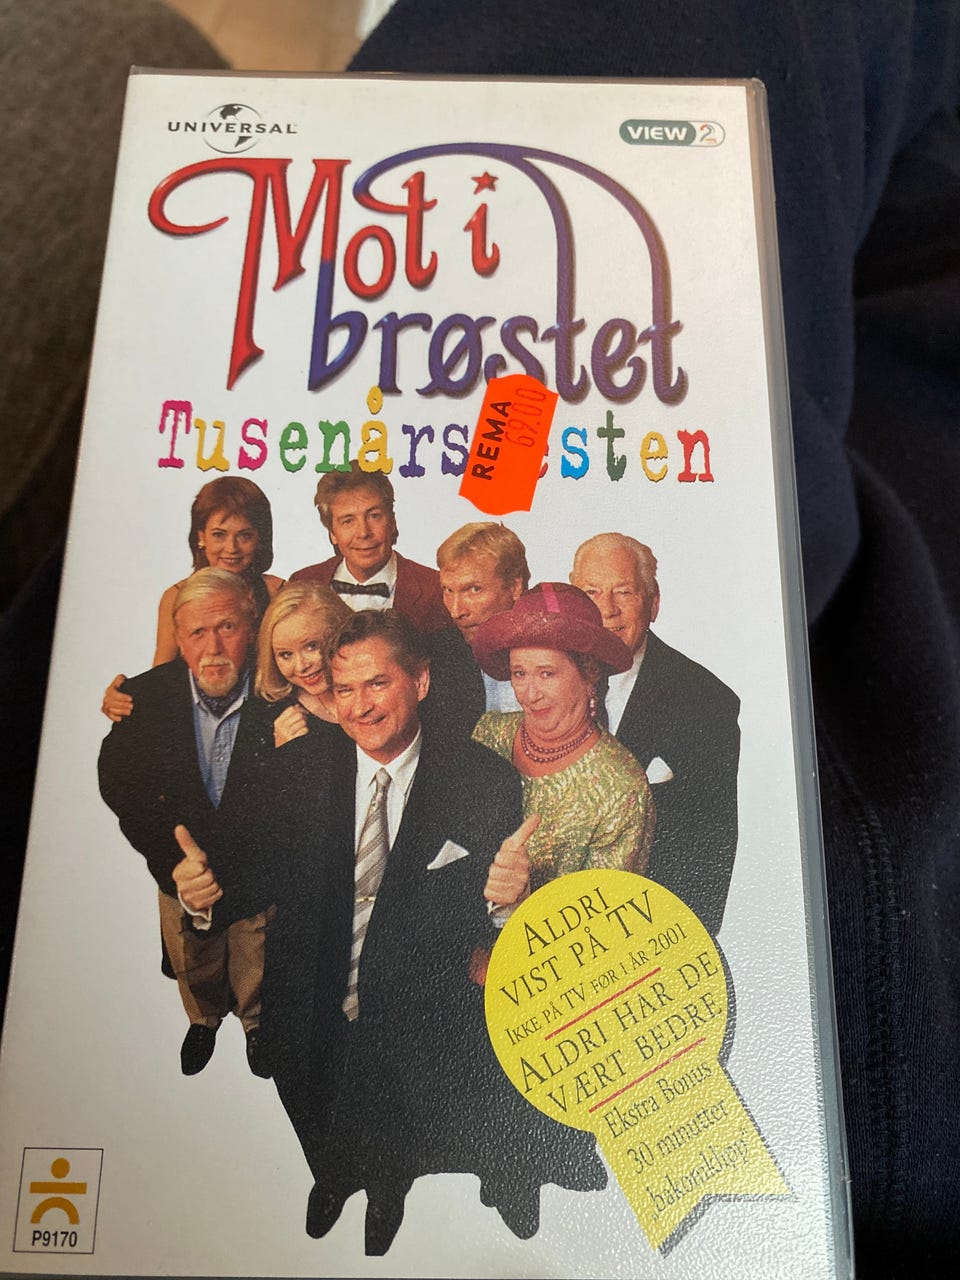 UNIVERSAL
VIEW 2
Mot i
brøstet
REMA
69.00
Tusenårs esten
ALDRI
VIST PÅ TV
IKKE PÅ TV FØR I ÅR 2001
ALDRI HAR DE
VÆRT BEDRE
Ekstra Bonus
30 minutter
„bakomklipp"
P9170